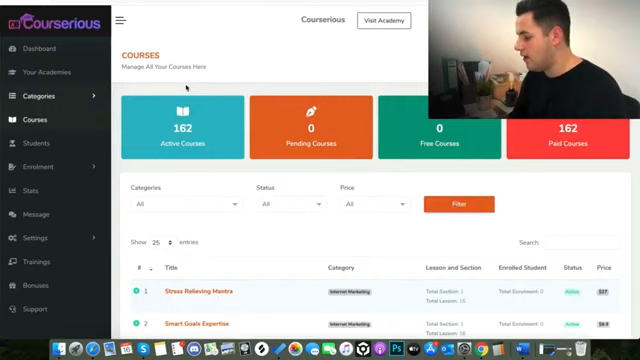 Courserious
Courserious
Visit Academy
Dashboard
Your Academies
Categories
Courses
Students
Enrolment
Stats
Message
Settings
Trainings
Bonuses
Support
COURSES
Manage All Your Courses Here
162
Active Courses
0
Pending Courses
0
Free Courses
162
Paid Courses
Categories
Status
Price
All
All
All
Filter
Show 25 entries
Search:
# Title Category Lesson and Section Enrolled Student Status Price
1 Stress Relieving Mantra Internet Marketing Total Section: 1 Total Enrolment: 0 Active $27
Total Lesson: 16
2 Smart Goals Expertise Internet Marketing Total Section: 1 Total Enrolment: 0 Active $9.9
Total Lesson: 16